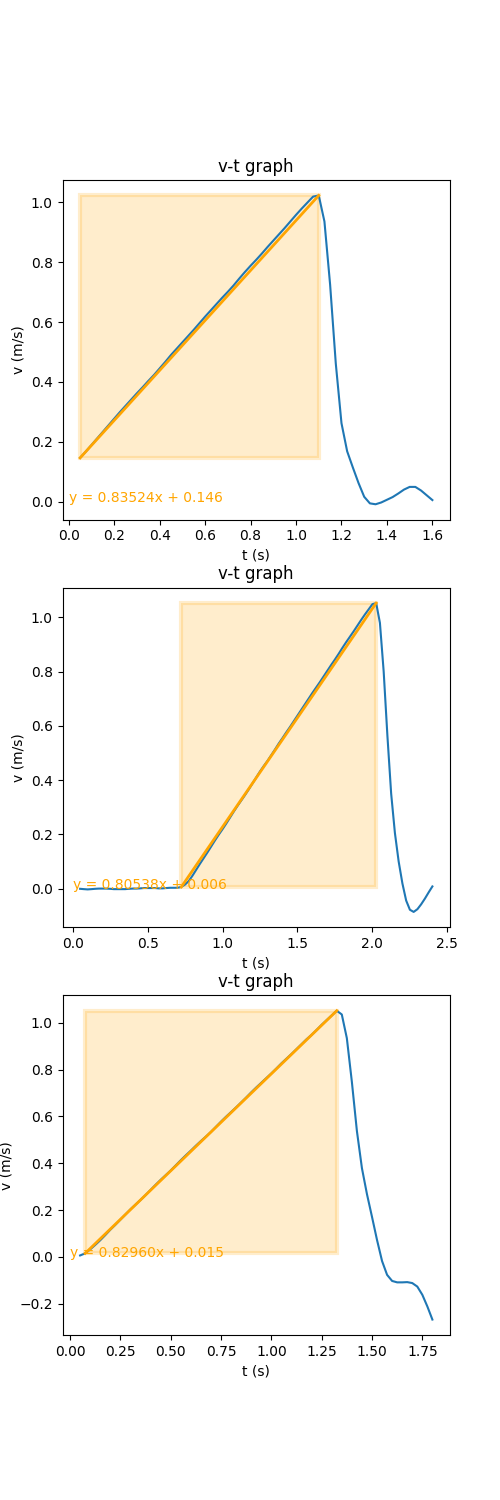 v-t graph
1.0
0.8
0.6
0.4
0.2
0.0
v (m/s)
y = 0.83524x + 0.146
0.0 0.2 0.4 0.6 0.8 1.0 1.2 1.4 1.6
t (s)
v-t graph
1.0
0.8
0.6
0.4
0.2
0.0
v (m/s)
y = 0.80538x + 0.006
0.0 0.5 1.0 1.5 2.0 2.5
t (s)
v-t graph
1.0
0.8
0.6
0.4
0.2
0.0
−0.2
v (m/s)
y = 0.82960x + 0.015
0.00 0.25 0.50 0.75 1.00 1.25 1.50 1.75
t (s)